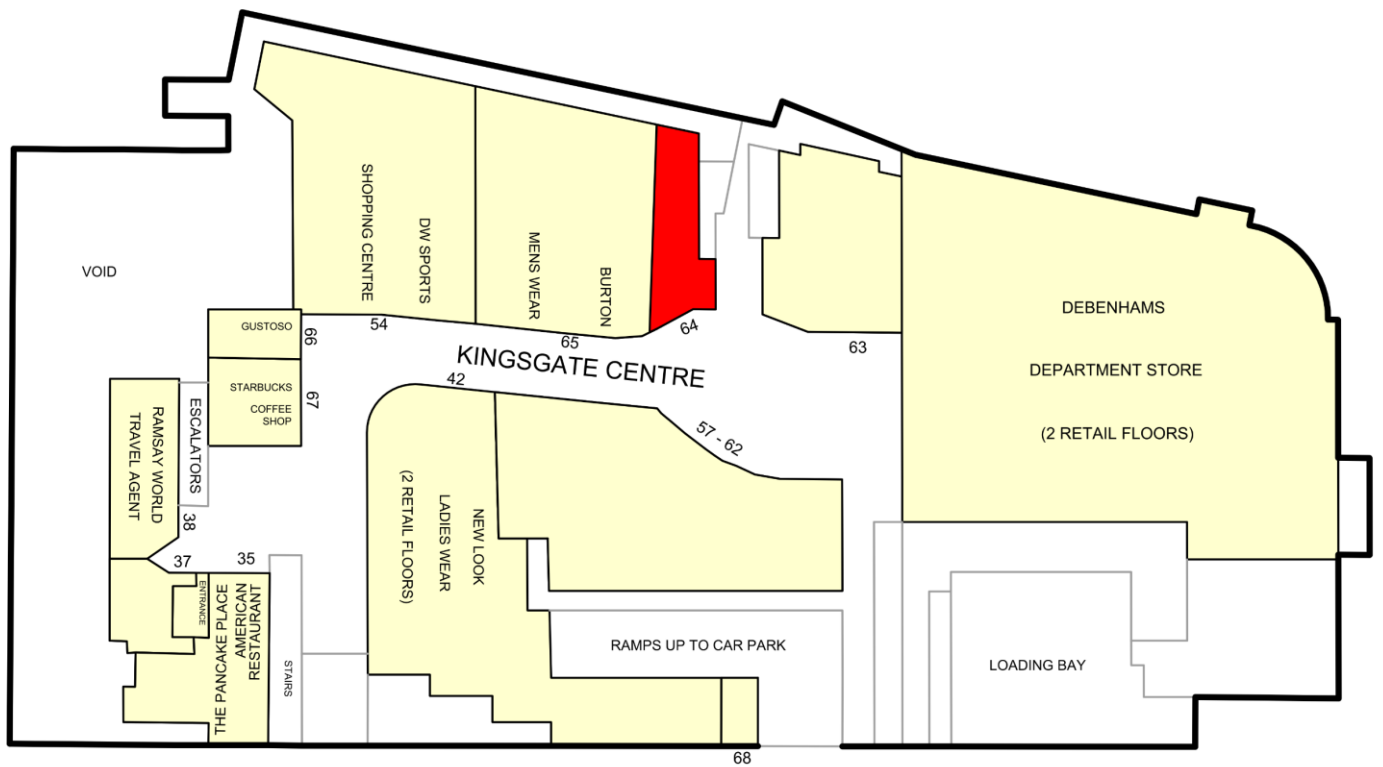 VOID
SHOPPING CENTRE
DW SPORTS
54
MENS WEAR
BURTON
65
64
63
DEBENHAMS
DEPARTMENT STORE
(2 RETAIL FLOORS)
GUSTOSO
66
STARBUCKS
COFFEE
SHOP
67
KINGSGATE CENTRE
42
57 - 62
RAMSAY WORLD
TRAVEL AGENT
ESCALATORS
38
37
35
ENTRANCE
THE PANCAKE PLACE
AMERICAN
RESTAURANT
STAIRS
NEW LOOK
LADIES WEAR
(2 RETAIL FLOORS)
RAMPS UP TO CAR PARK
LOADING BAY
68